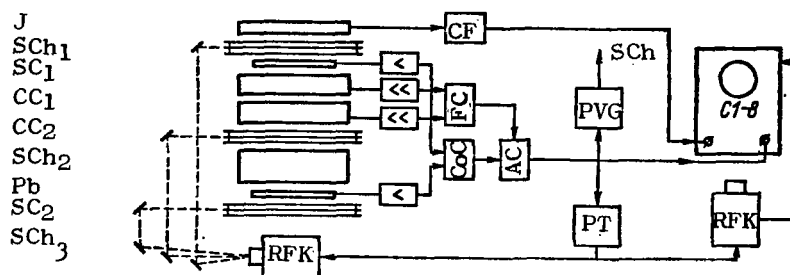 J
SCh1
SC1
CC1
CC2
SCh2
Pb
SC2
SCh3
CF
SCh
<
<<
<<
<
FC
CoC
AC
PVG
PT
RFK
RFK
C1-8